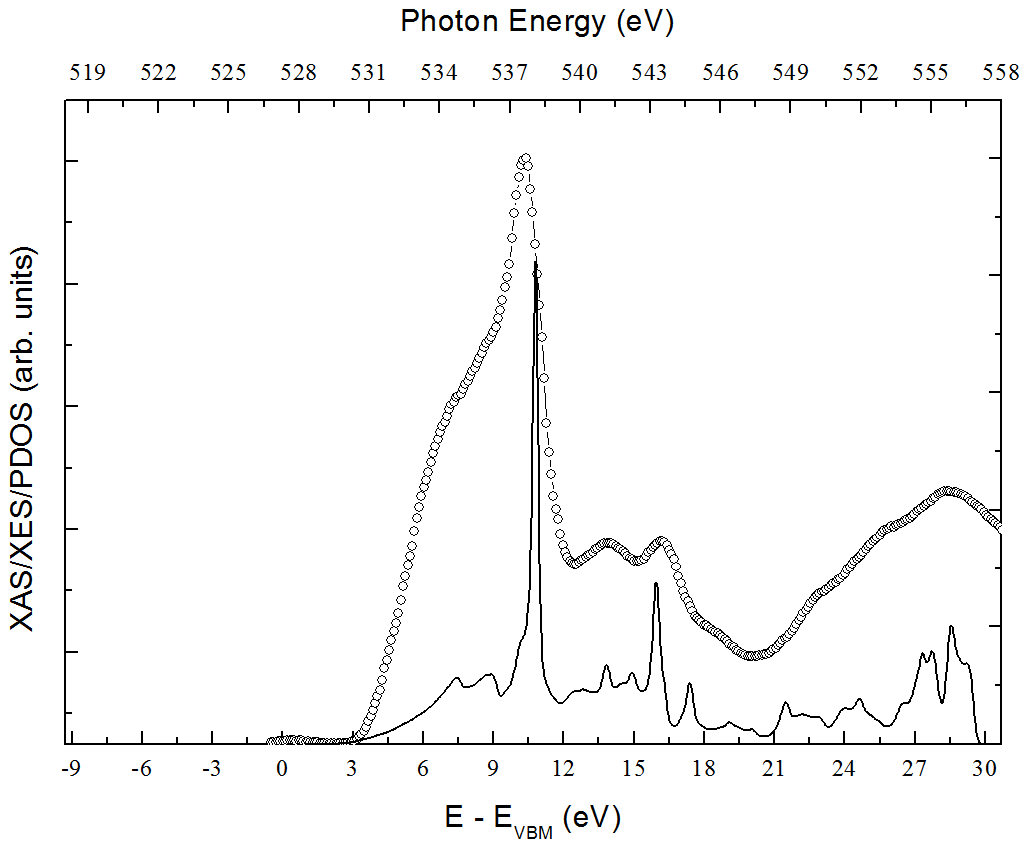 Photon Energy (eV)
519 522 525 528 531 534 537 540 543 546 549 552 555 558
XAS/XES/PDOS (arb. units)
-9 -6 -3 0 3 6 9 12 15 18 21 24 27 30
E - EVBM (eV)